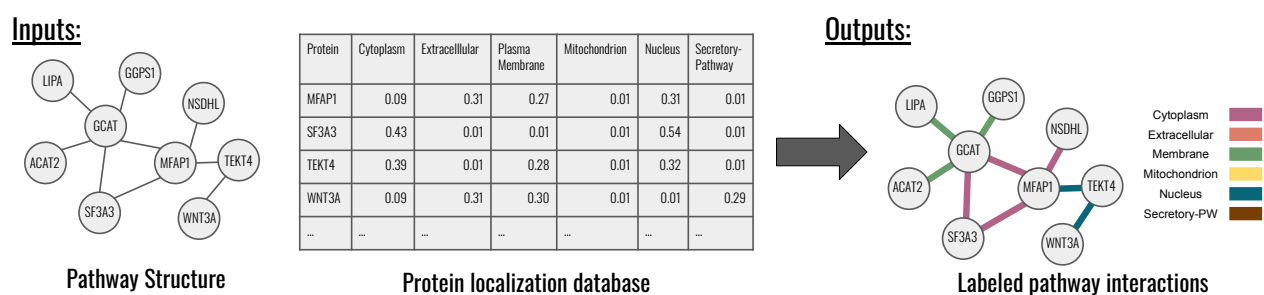 Inputs:
LIPA
GGPS1
NSDHL
GCAT
ACAT2
MFAP1
TEKT4
SF3A3
WNT3A
Pathway Structure
Protein Cytoplasm Extracelllular Plasma Membrane Mitochondrion Nucleus Secretory-Pathway
MFAP1 0.09 0.31 0.27 0.01 0.31 0.01
SF3A3 0.43 0.01 0.01 0.01 0.54 0.01
TEKT4 0.39 0.01 0.28 0.01 0.32 0.01
WNT3A 0.09 0.31 0.30 0.01 0.01 0.29
... ... ... ... ... ... ...
Protein localization database
Outputs:
LIPA
GGPS1
NSDHL
GCAT
ACAT2
MFAP1
TEKT4
SF3A3
WNT3A
Cytoplasm
Extracellular
Membrane
Mitochondrion
Nucleus
Secretory-PW
Labeled pathway interactions